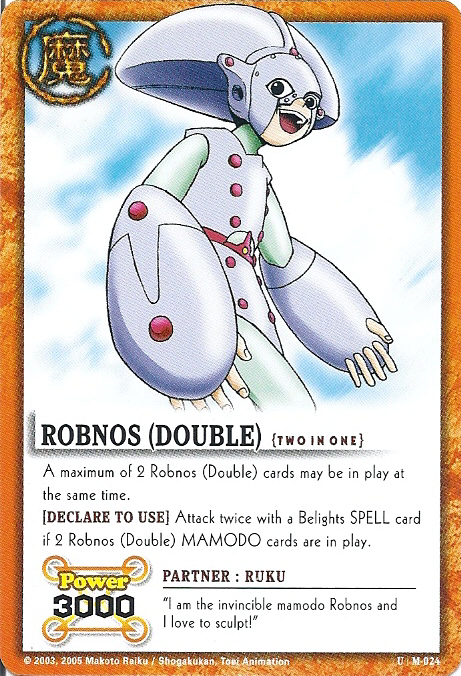 魔
ROBNOS (DOUBLE) {TWO IN ONE}
A maximum of 2 Robnos (Double) cards may be in play at
the same time.
[DECLARE TO USE] Attack twice with a Belights SPELL card
if 2 Robnos (Double) MAMODO cards are in play.
Power
3000
PARTNER : RUKU
"I am the invincible mamodo Robnos and
I love to sculpt!"
© 2003, 2005 Makoto Raiku / Shogakukan, Toei Animation
U | M-024